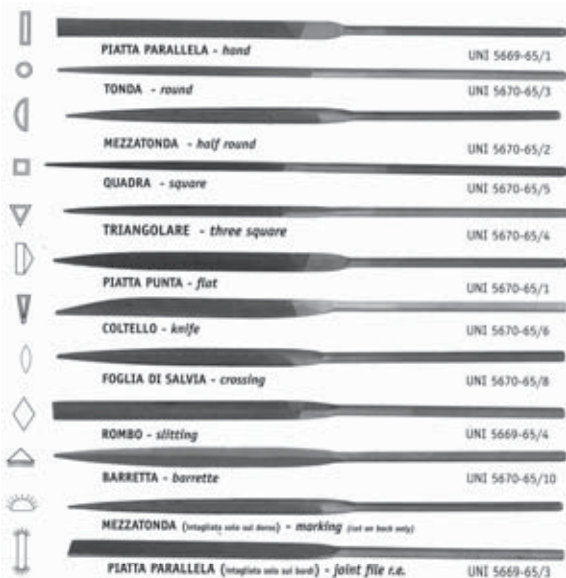 PIATTA PARALLELA - hand UNI 5669-65/1
TONDA - round UNI 5670-65/3
MEZZATONDA - half round UNI 5670-65/2
QUADRA - square UNI 5670-65/5
TRIANGOLARE - three square UNI 5670-65/4
PIATTA PUNTA - flat UNI 5670-65/1
COLTELLO - knife UNI 5670-65/6
FOGLIA DI SALVIA - crossing UNI 5670-65/8
ROMBO - slitting UNI 5669-65/4
BARRETTA - barrette UNI 5670-65/10
MEZZATONDA (intagliata solo sul dorso) - marking (cut on back only)
PIATTA PARALLELA (intagliata solo sui bordi) - joint file r.e. UNI 5669-65/3